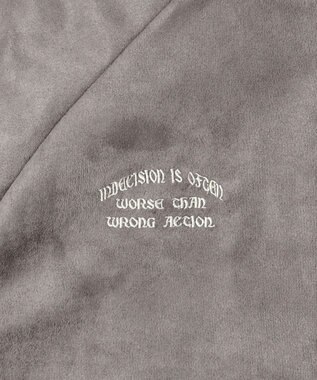 INDECISION IS OFTEN
WORSE THAN
WRONG ACTION